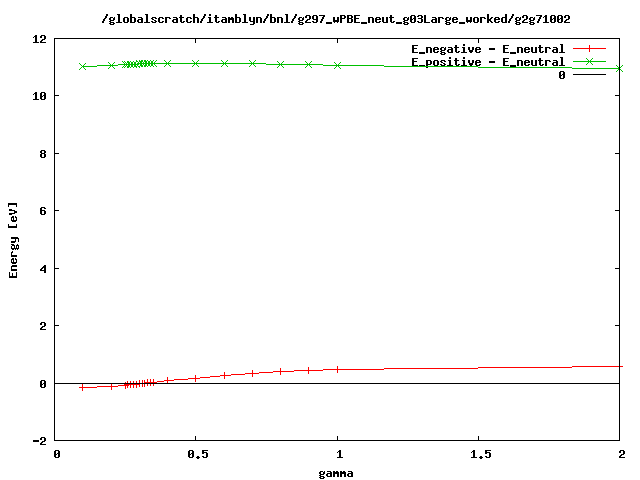 /globalscratch/itamblyn/bnl/g297_wPBE_neut_g03Large_worked/g2g71002
E_negative - E_neutral
E_positive - E_neutral
0
12
10
8
6
4
2
0
-2
Energy [eV]
0 0.5 1 1.5 2
gamma